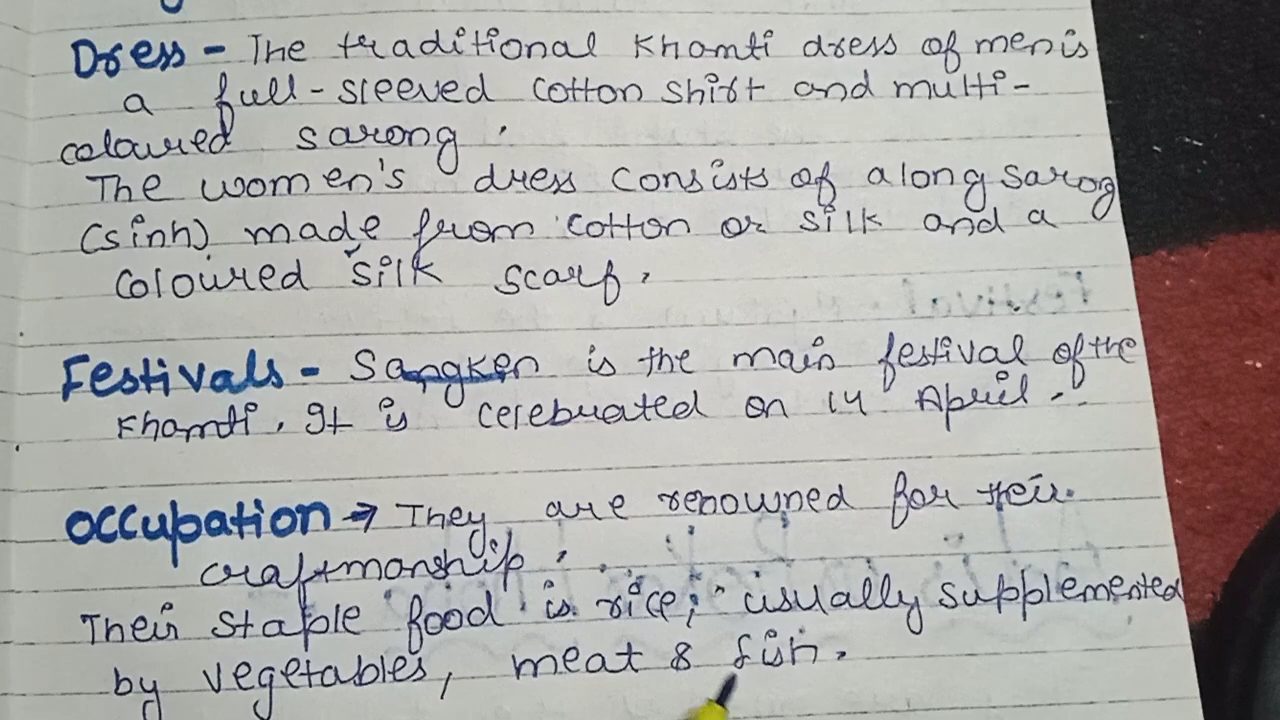 Dress - The traditional Khamti dress of men is
a full-sleeved cotton shirt and multi-
coloured sarong.
The women's dress consists of a long sarog
(sinh) made from cotton or silk and a
coloured silk scarf.
Festivals - Sangken is the main festival of the
Khamti. It is celebrated on 14 April.
Occupation → They are renowned for their
craftmanship.
Their staple food is rice, usually supplemented
by vegetables, meat & fish.